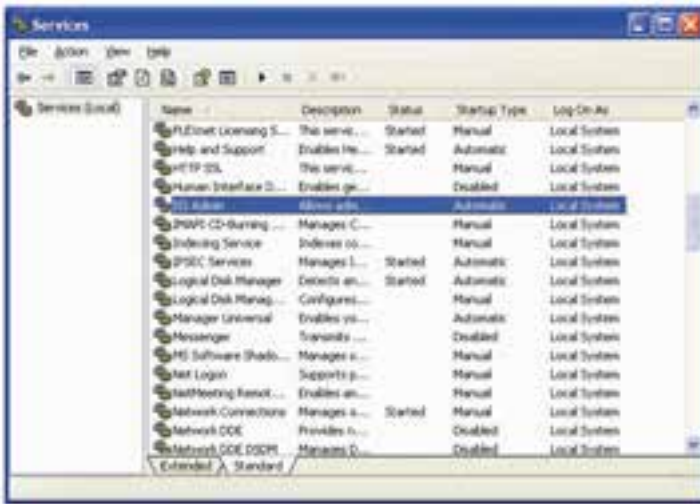 Services
File Action View Help
Services (Local)
Name Description Status Startup Type Log On As
FLEXnet Licensing S... This servic... Started Manual Local System
Help and Support Enables He... Started Automatic Local System
HTTP SSL This servic... Manual Local System
Human Interface D... Enables ge... Disabled Local System
IIS Admin Allows adm... Automatic Local System
IMAPI CD-Burning ... Manages C... Manual Local System
Indexing Service Indexes co... Manual Local System
IPSEC Services Manages I... Started Automatic Local System
Logical Disk Manager Detects an... Started Automatic Local System
Logical Disk Manag... Configures... Manual Local System
Manager Universal Enables yo... Automatic Local System
Messenger Transmits ... Disabled Local System
MS Software Shado... Manages s... Manual Local System
Net Logon Supports p... Manual Local System
NetMeeting Remot... Enables an... Manual Local System
Network Connections Manages o... Started Manual Local System
Network DDE Provides n... Disabled Local System
Network DDE DSDM Manages D... Disabled Local System
Extended Standard